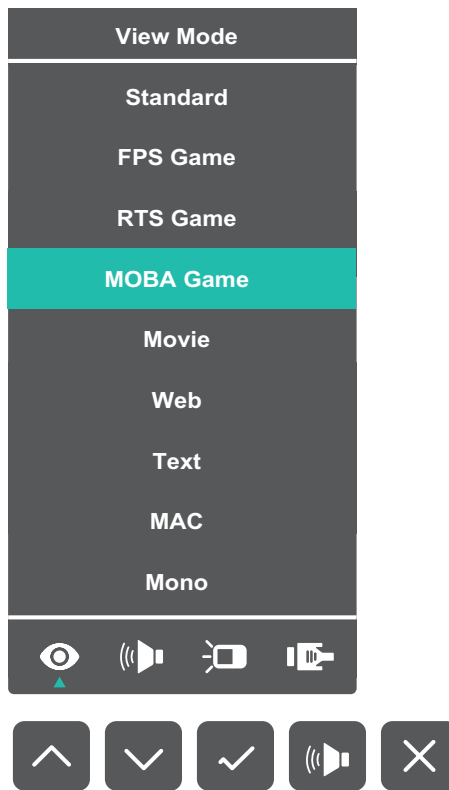 View Mode
Standard
FPS Game
RTS Game
MOBA Game
Movie
Web
Text
MAC
Mono